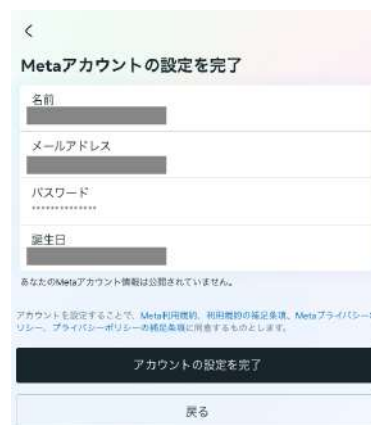 Metaアカウントの設定を完了
名前
メールアドレス
パスワード
**************
誕生日
あなたのMetaアカウント情報は公開されていません。
アカウントを設定することで、Meta利用規約、利用規約の補足条項、Metaプライバシーポ
リシー、プライバシーポリシーの補足条項に同意するものとします。
アカウントの設定を完了
戻る